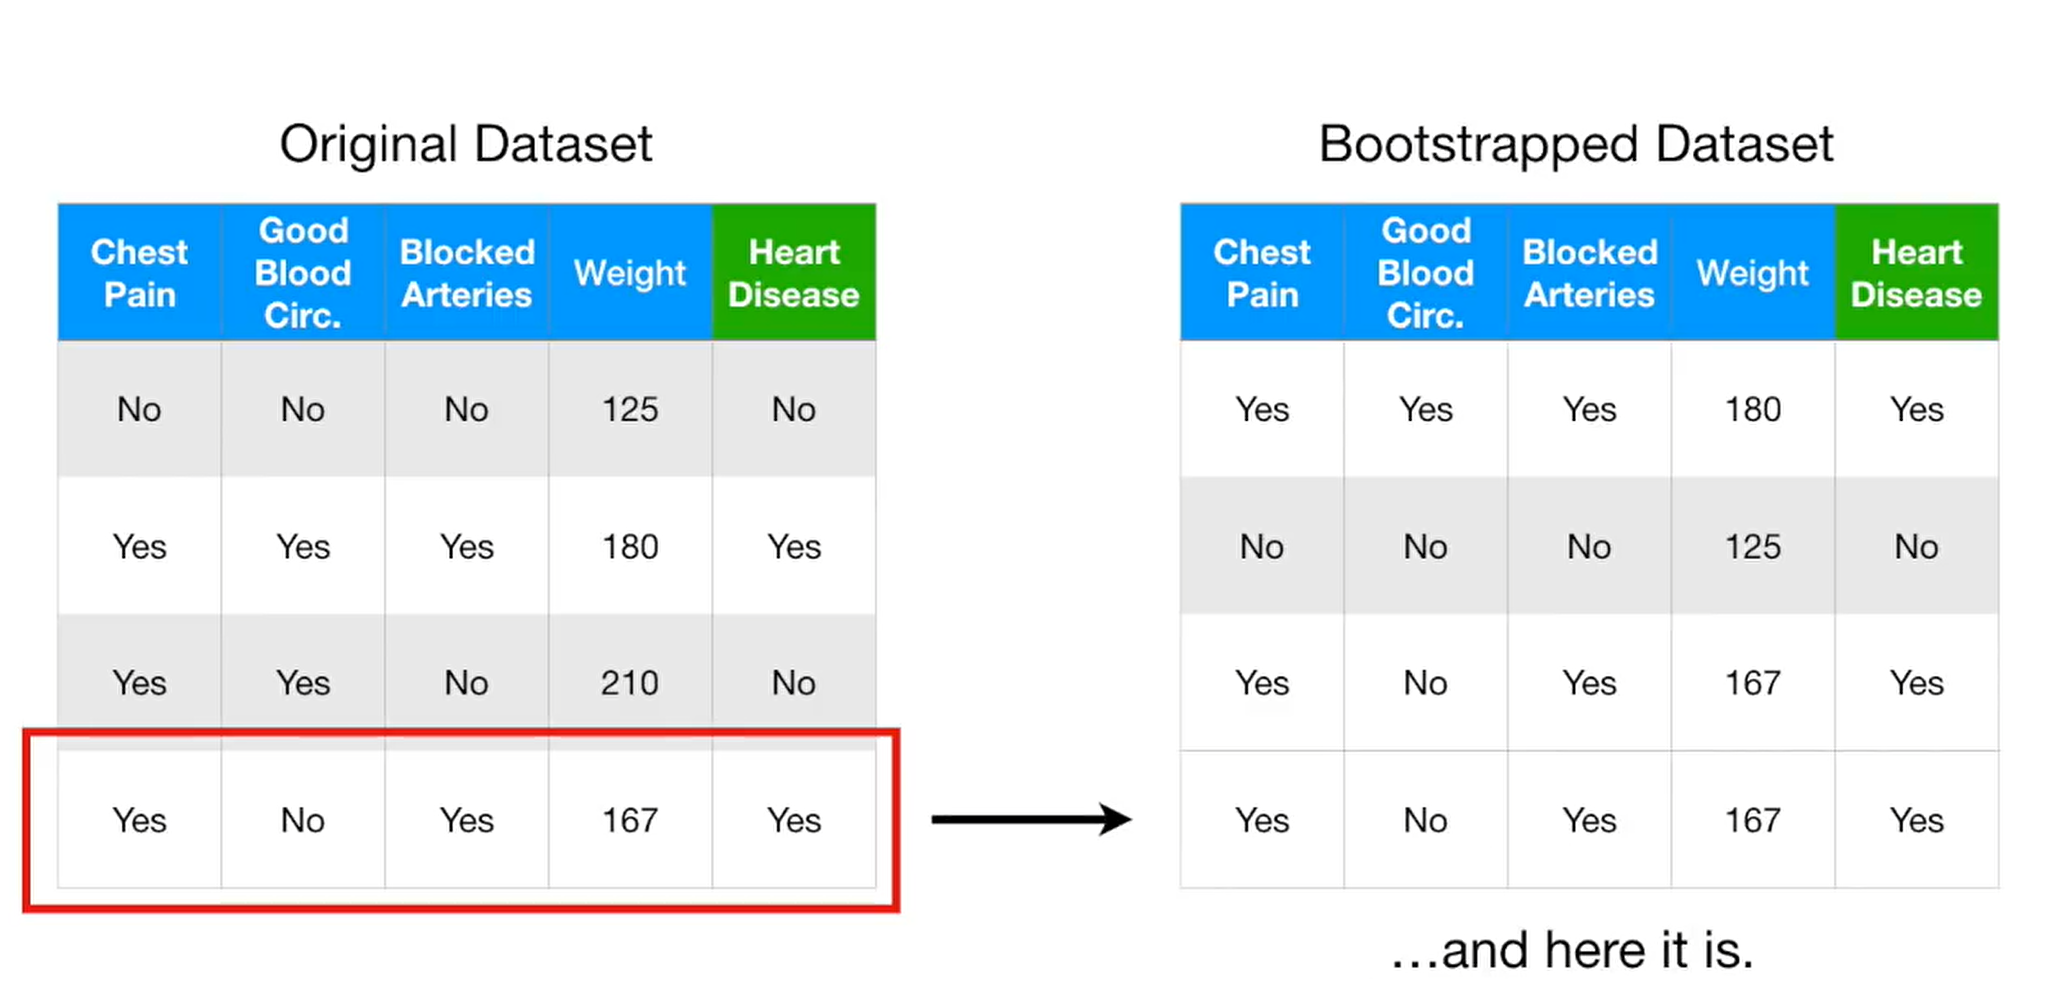 Original Dataset
Chest Pain Good Blood Circ. Blocked Arteries Weight Heart Disease
No No No 125 No
Yes Yes Yes 180 Yes
Yes Yes No 210 No
Yes No Yes 167 Yes
Bootstrapped Dataset
Chest Pain Good Blood Circ. Blocked Arteries Weight Heart Disease
Yes Yes Yes 180 Yes
No No No 125 No
Yes No Yes 167 Yes
Yes No Yes 167 Yes
…and here it is.